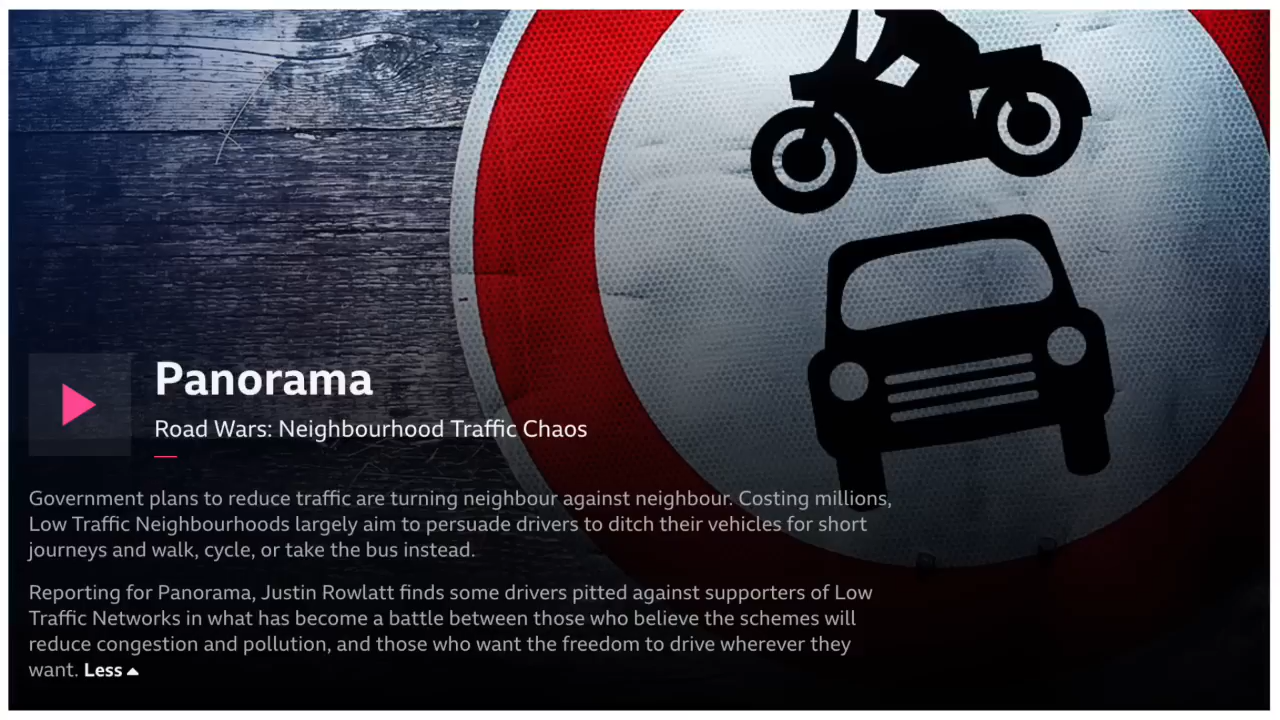 Panorama
Road Wars: Neighbourhood Traffic Chaos
Government plans to reduce traffic are turning neighbour against neighbour. Costing millions,
Low Traffic Neighbourhoods largely aim to persuade drivers to ditch their vehicles for short
journeys and walk, cycle, or take the bus instead.
Reporting for Panorama, Justin Rowlatt finds some drivers pitted against supporters of Low
Traffic Networks in what has become a battle between those who believe the schemes will
reduce congestion and pollution, and those who want the freedom to drive wherever they
want. Less